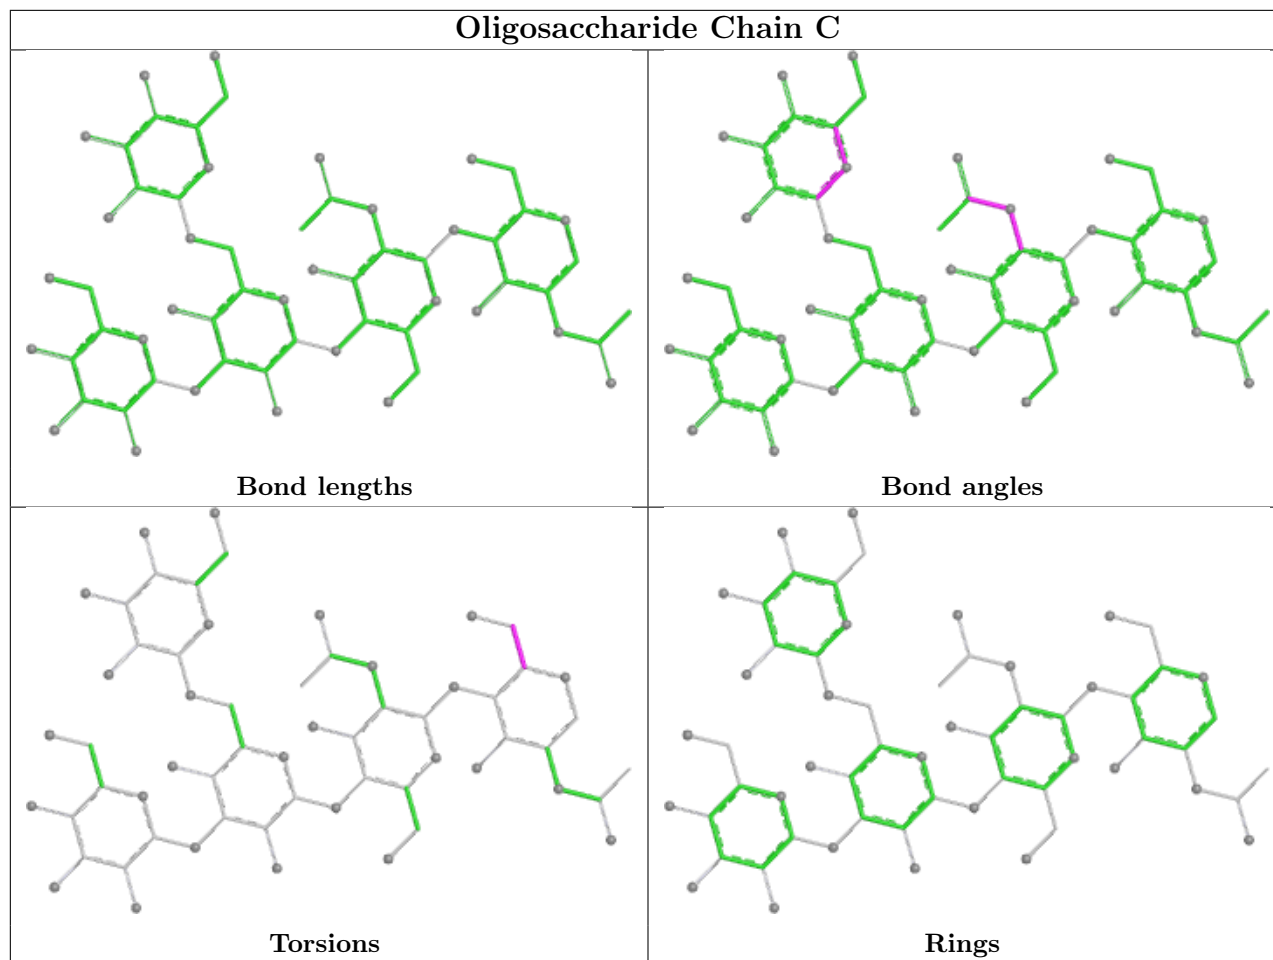 Oligosaccharide Chain C
Bond lengths
Bond angles
Torsions
Rings